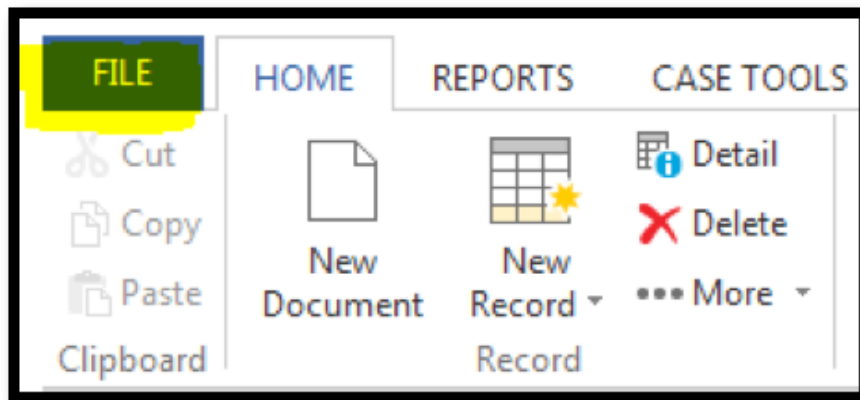 FILE HOME REPORTS CASE TOOLS
Cut
Copy
Paste
Clipboard
New
Document
New
Record
Detail
Delete
More
Record